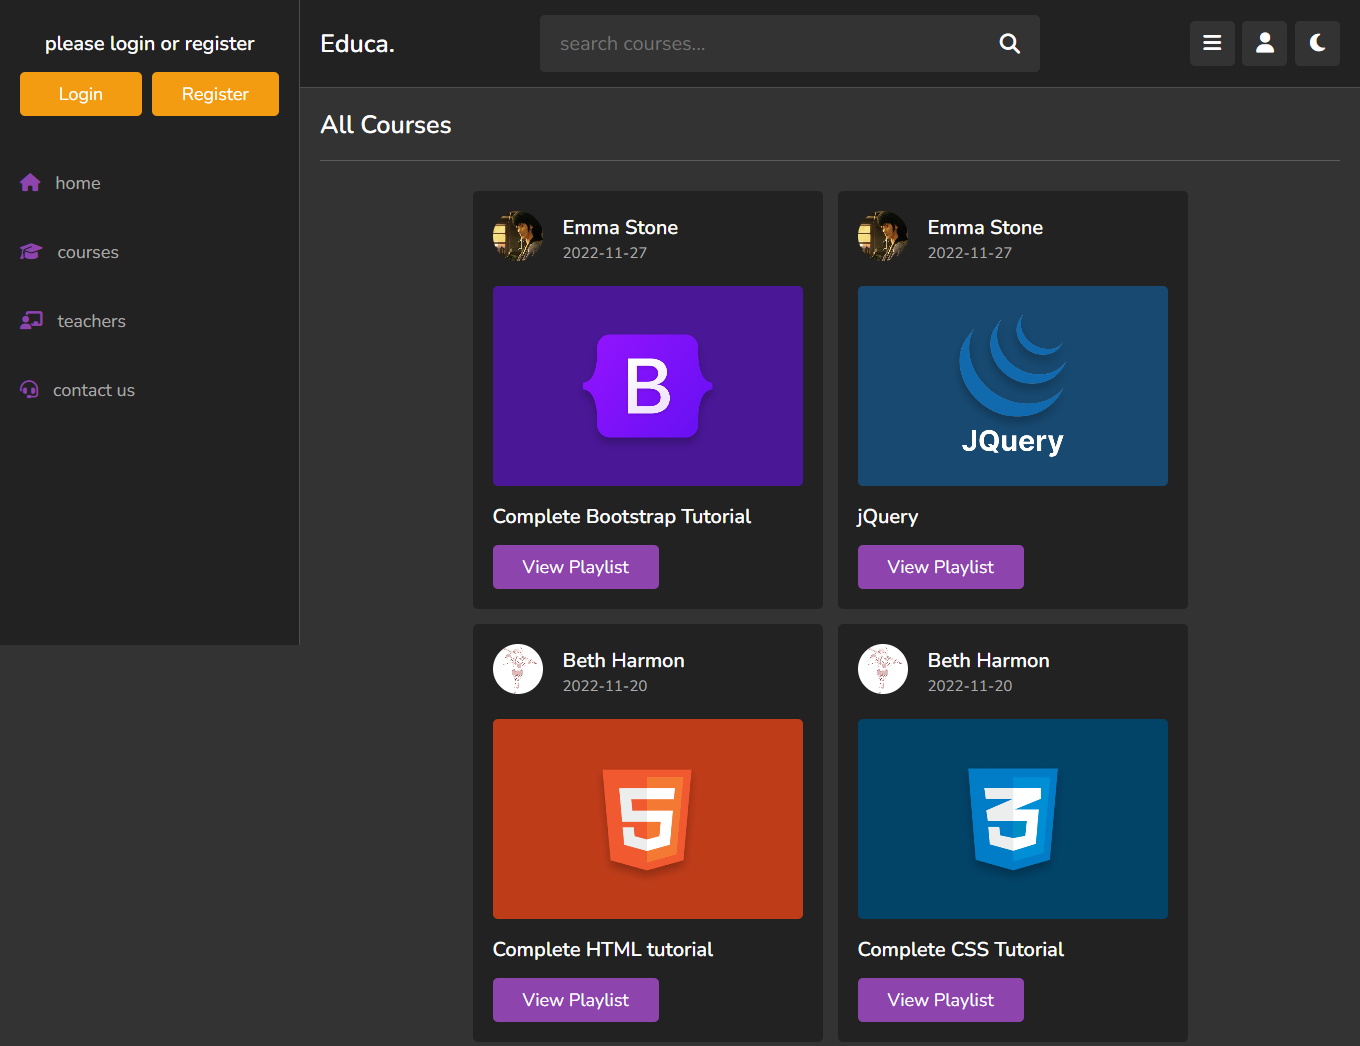 please login or register
Login
Register
home
courses
teachers
contact us
Educa.
search courses...
All Courses
Emma Stone
2022-11-27
B
Complete Bootstrap Tutorial
View Playlist
Emma Stone
2022-11-27
JQuery
jQuery
View Playlist
Beth Harmon
2022-11-20
5
Complete HTML tutorial
View Playlist
Beth Harmon
2022-11-20
3
Complete CSS Tutorial
View Playlist